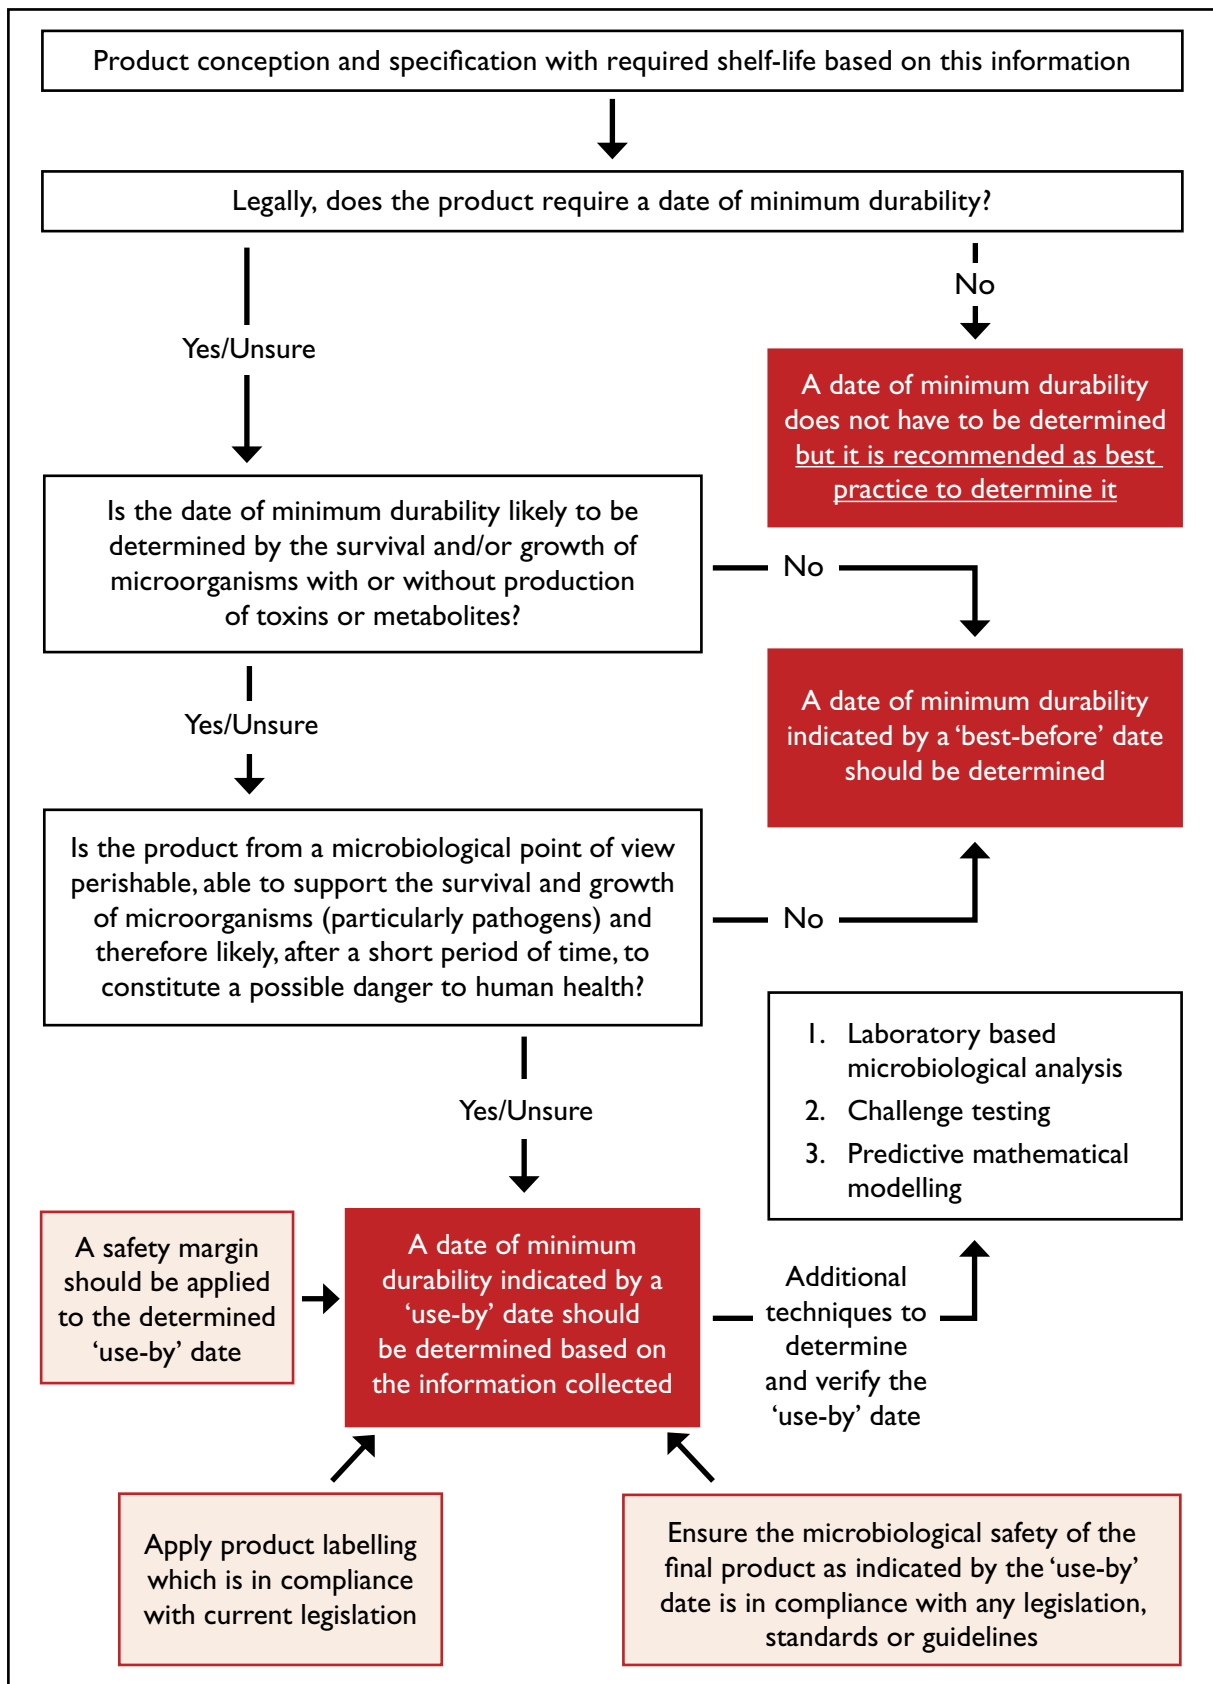 Product conception and specification with required shelf-life based on this information
Legally, does the product require a date of minimum durability?
No
Yes/Unsure
A date of minimum durability
does not have to be determined
but it is recommended as best
practice to determine it
Is the date of minimum durability likely to be
determined by the survival and/or growth of
microorganisms with or without production
of toxins or metabolites?
No
Yes/Unsure
A date of minimum durability
indicated by a ‘best-before’ date
should be determined
Is the product from a microbiological point of view
perishable, able to support the survival and growth
of microorganisms (particularly pathogens) and
therefore likely, after a short period of time, to
constitute a possible danger to human health?
No
Yes/Unsure
1. Laboratory based
microbiological analysis
2. Challenge testing
3. Predictive mathematical
modelling
A safety margin
should be applied
to the determined
‘use-by’ date
A date of minimum
durability indicated by a
‘use-by’ date should
be determined based on
the information collected
Additional
techniques to
determine
and verify the
‘use-by’ date
Apply product labelling
which is in compliance
with current legislation
Ensure the microbiological safety of the
final product as indicated by the ‘use-by’
date is in compliance with any legislation,
standards or guidelines